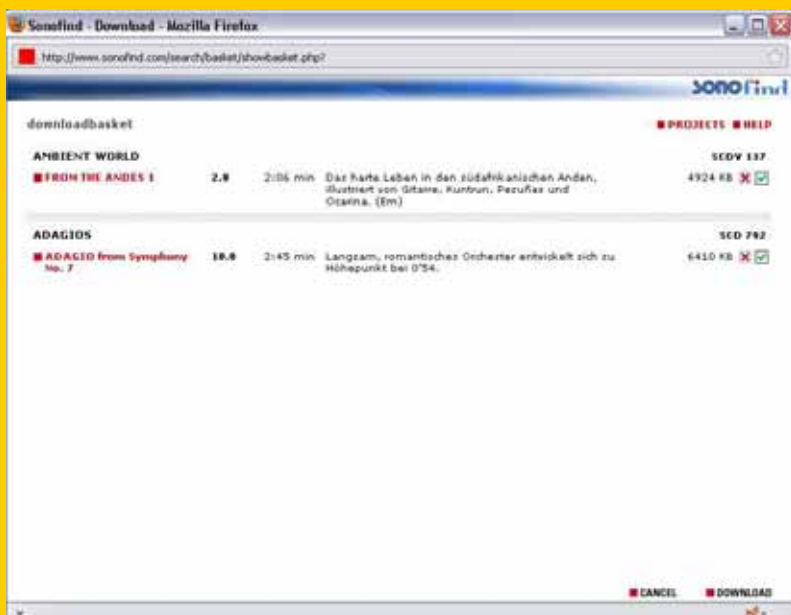 Sonofind - Download - Mozilla Firefox
http://www.sonofind.com/search/basket/showbasket.php?
sonofind
downloadbasket
PROJECTS HELP
AMBIENT WORLD SCDV 137
FROM THE ANDES 1 2.0 2:06 min Das harte Leben in den südafrikanischen Anden, 4924 KB
illustriert von Gitarre, und
Ocarina. (Em)
ADAGIOS SCD 742
ADAGIO from Symphony 10.0 2:45 min Langsam, romantisches Orchester entwickelt sich zu 6410 KB
No. 7 Höhepunkt bei 0'54.
CANCEL DOWNLOAD